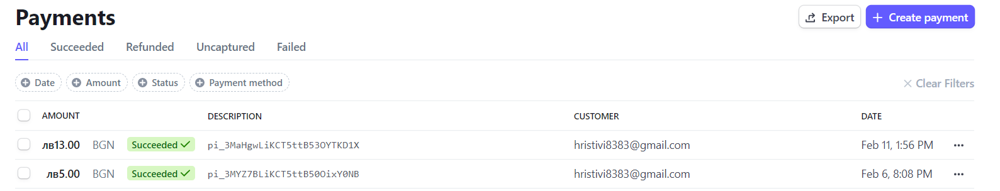 Payments
Export
Create payment
All Succeeded Refunded Uncaptured Failed
Date Amount Status Payment method
Clear Filters
AMOUNT DESCRIPTION CUSTOMER DATE
лв13.00 BGN Succeeded pi_3MaHgwLiKCT5ttB53OYTKD1X hristivi8383@gmail.com Feb 11, 1:56 PM
лв5.00 BGN Succeeded pi_3MYZ7BLiKCT5ttB50OixY0NB hristivi8383@gmail.com Feb 6, 8:08 PM